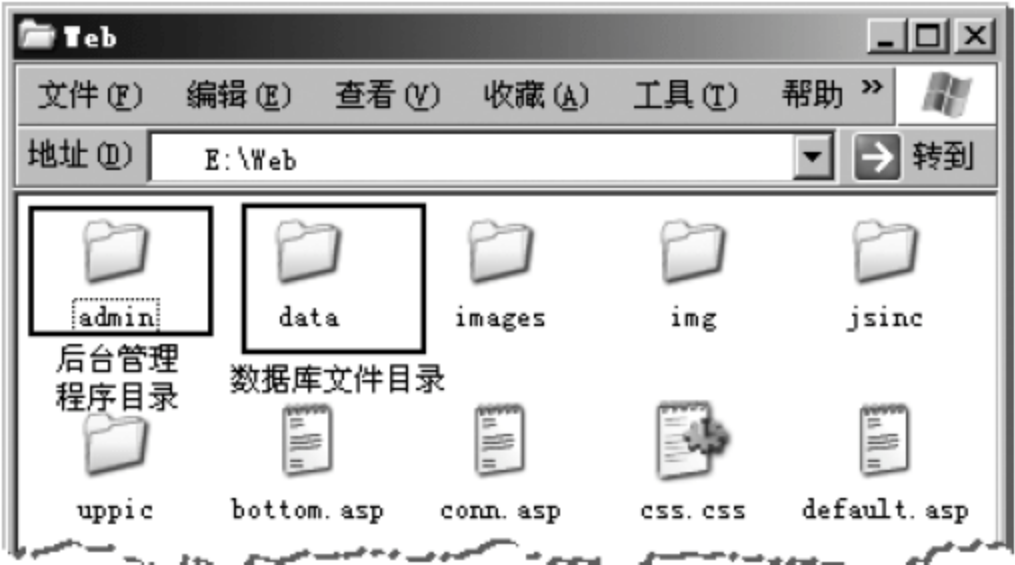 Web
文件(F) 编辑(E) 查看(V) 收藏(A) 工具(T) 帮助 »
地址(D) E:\Web 转到
admin data images img jsinc
后台管理
程序目录
数据库文件目录
uppic bottom.asp conn.asp css.css default.asp